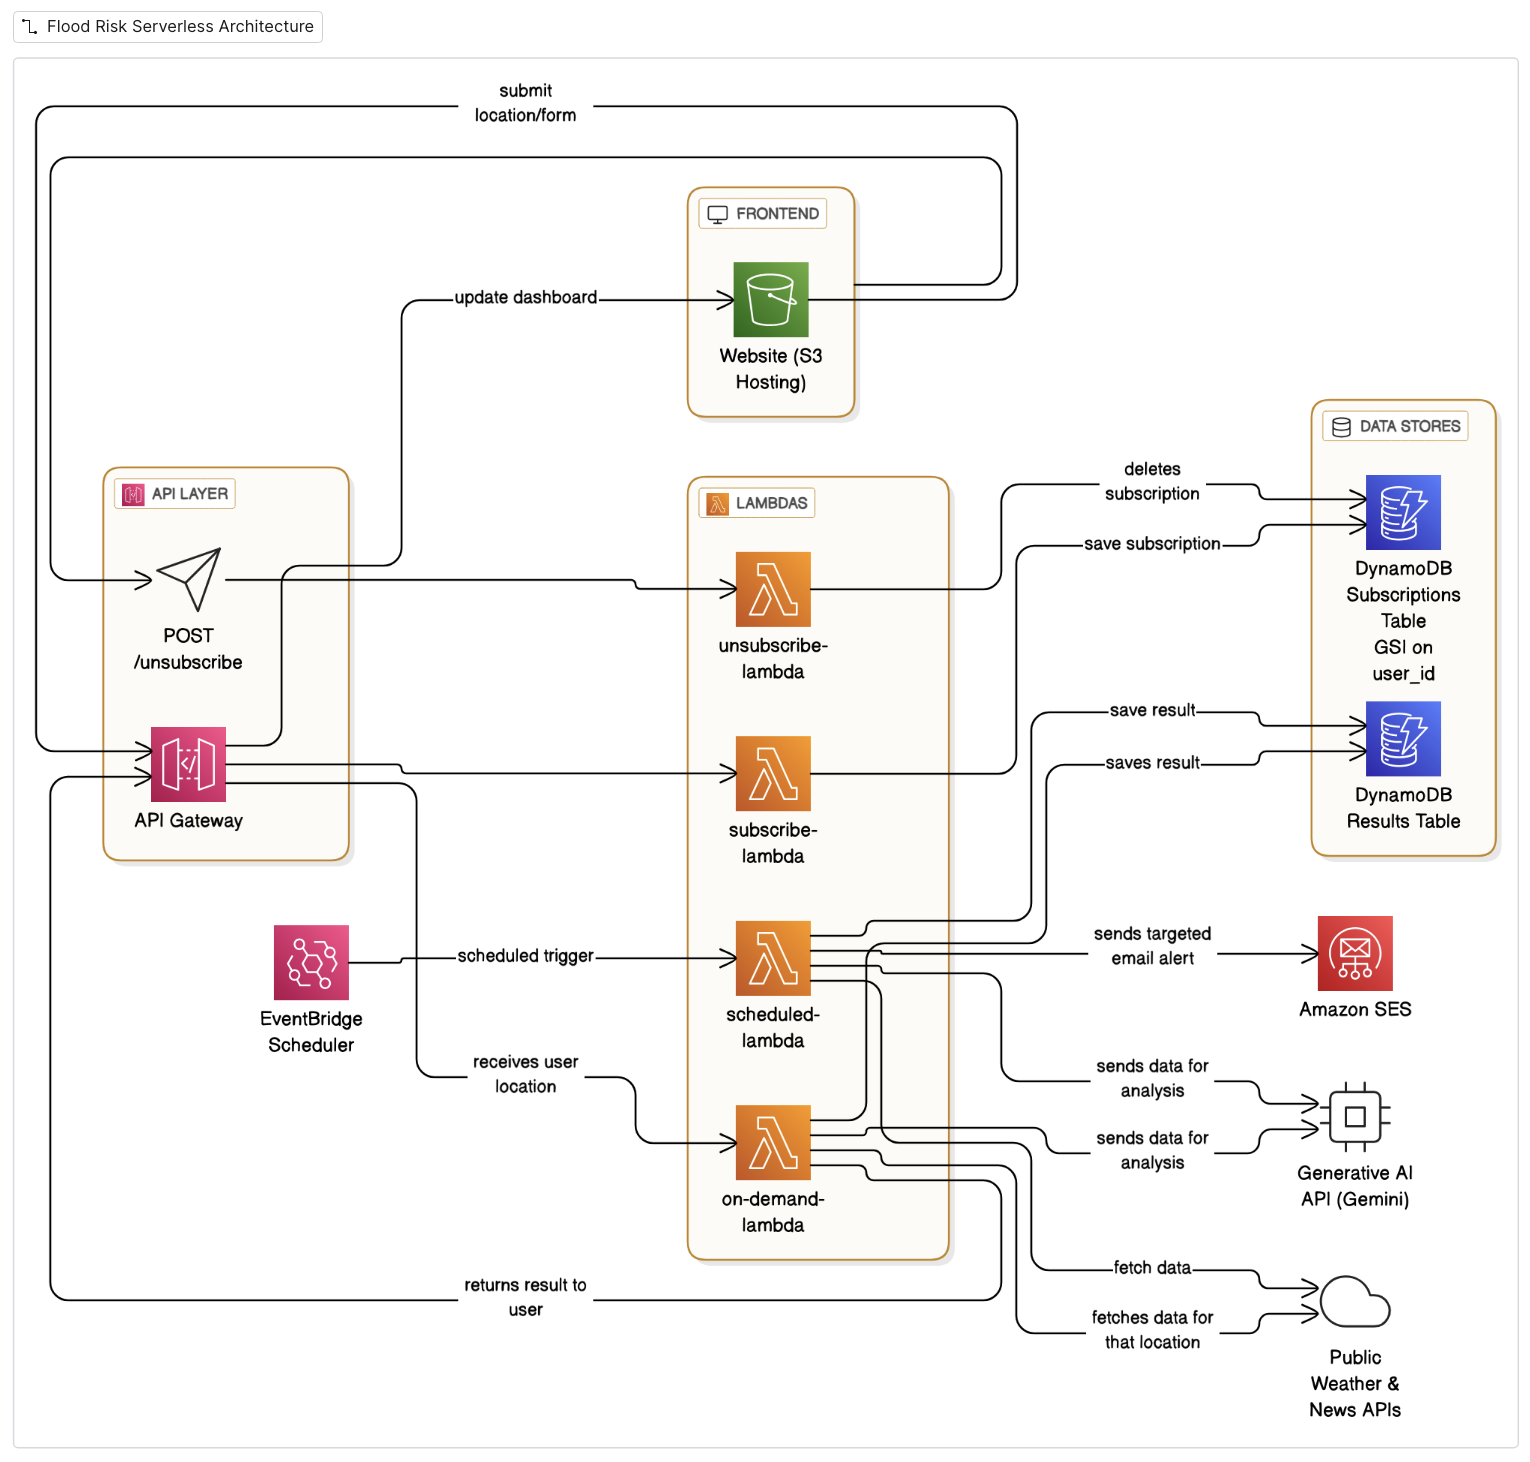 Flood Risk Serverless Architecture
submit
location/form
FRONTEND
update dashboard
Website (S3
Hosting)
DATA STORES
deletes
subscription
save subscription
DynamoDB
Subscriptions
Table
GSI on
user_id
API LAYER
POST
/unsubscribe
API Gateway
LAMBDAS
unsubscribe-
lambda
subscribe-
lambda
save result
saves result
DynamoDB
Results Table
EventBridge
Scheduler
scheduled trigger
scheduled-
lambda
sends targeted
email alert
Amazon SES
receives user
location
on-demand-
lambda
sends data for
analysis
sends data for
analysis
Generative AI
API (Gemini)
returns result to
user
fetch data
fetches data for
that location
Public
Weather &
News APIs